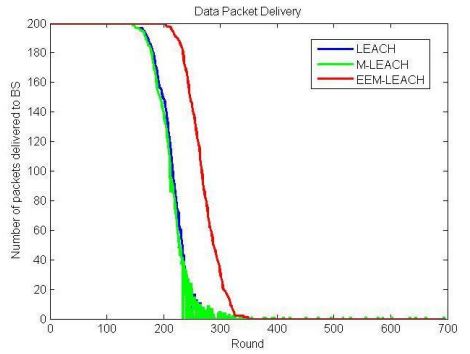 Data Packet Delivery
Number of packets delivered to BS
200
180
160
140
120
100
80
60
40
20
0
LEACH
M-LEACH
EEM-LEACH
0 100 200 300 400 500 600 700
Round